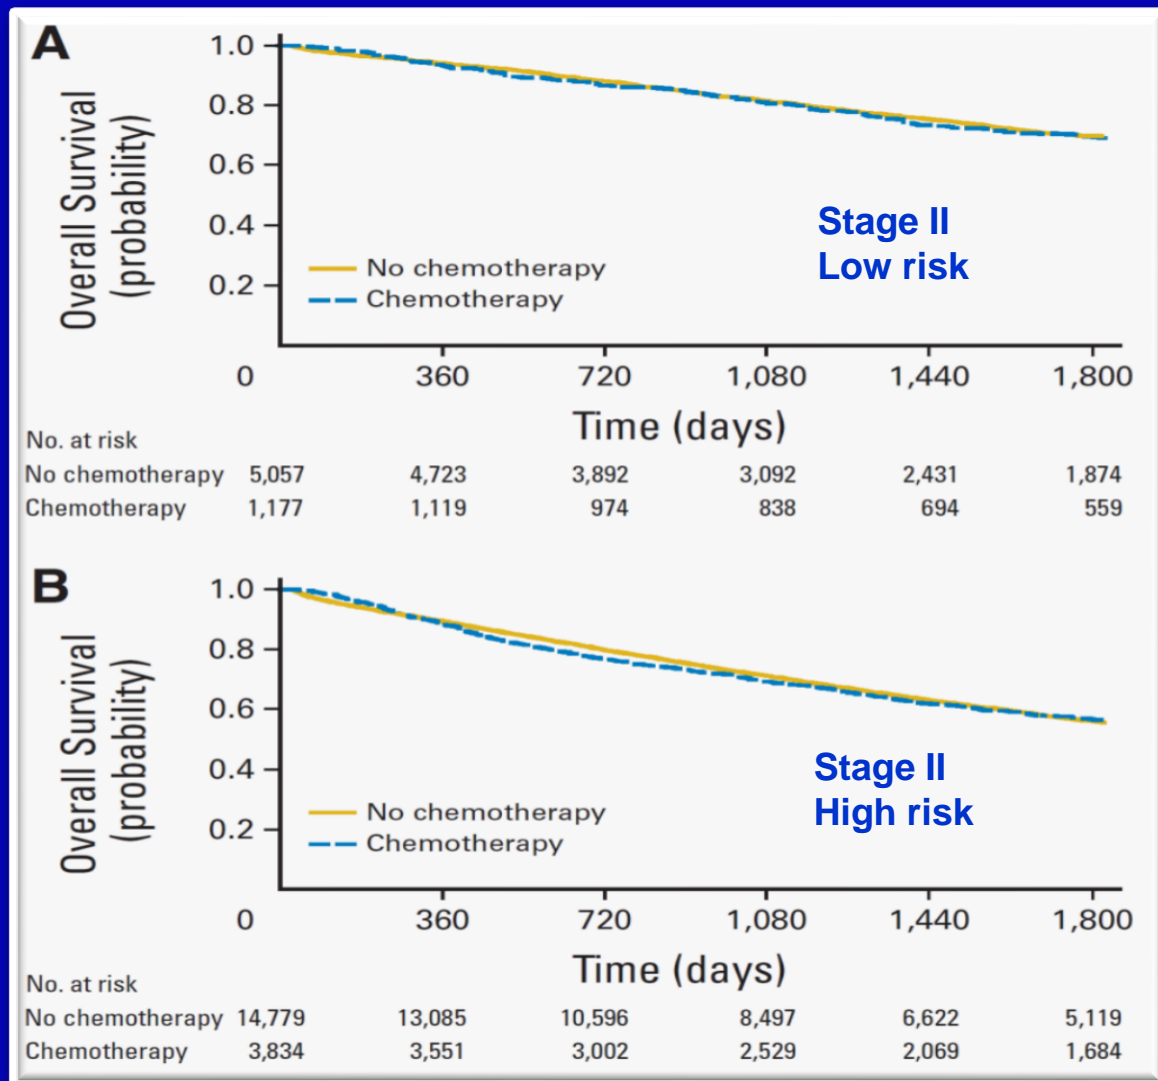 A
Overall Survival
(probability)
1.0
0.8
0.6
0.4
0.2
No chemotherapy
Chemotherapy
Stage II
Low risk
0 360 720 1,080 1,440 1,800
Time (days)
No. at risk
No chemotherapy 5,057 4,723 3,892 3,092 2,431 1,874
Chemotherapy 1,177 1,119 974 838 694 559
B
Overall Survival
(probability)
1.0
0.8
0.6
0.4
0.2
No chemotherapy
Chemotherapy
Stage II
High risk
0 360 720 1,080 1,440 1,800
Time (days)
No. at risk
No chemotherapy 14,779 13,085 10,596 8,497 6,622 5,119
Chemotherapy 3,834 3,551 3,002 2,529 2,069 1,684